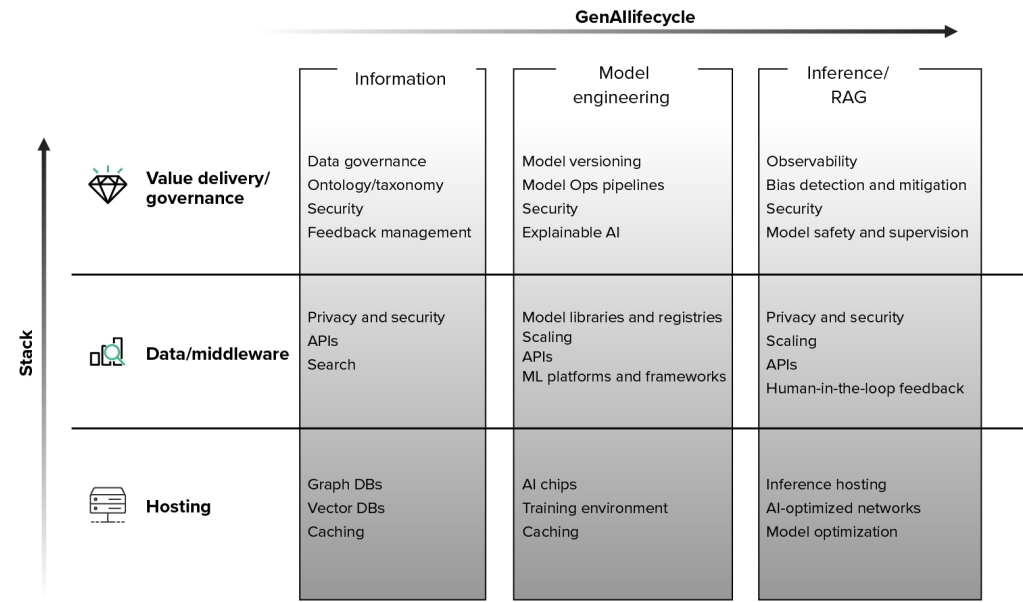 GenAIlifecycle
Information
Model
engineering
Inference/
RAG
Stack
Value delivery/
governance
Data governance
Ontology/taxonomy
Security
Feedback management
Model versioning
Model Ops pipelines
Security
Explainable AI
Observability
Bias detection and mitigation
Security
Model safety and supervision
Data/middleware
Privacy and security
APIs
Search
Model libraries and registries
Scaling
APIs
ML platforms and frameworks
Privacy and security
Scaling
APIs
Human-in-the-loop feedback
Hosting
Graph DBs
Vector DBs
Caching
AI chips
Training environment
Caching
Inference hosting
AI-optimized networks
Model optimization